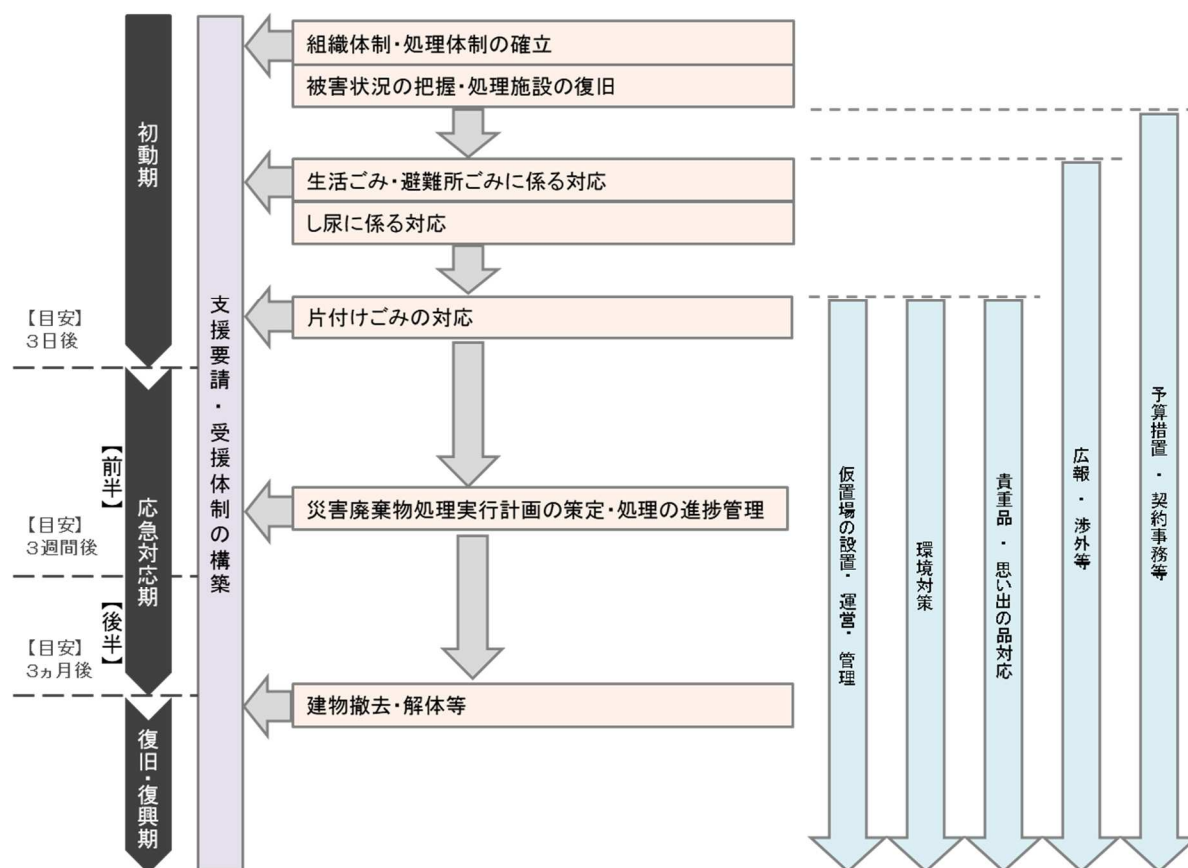 初動期
【目安】
3日後
【前半】
応急対応期
【目安】
3週間後
【後半】
【目安】
3ヵ月後
復旧・復興期
支援要請・受援体制の構築
組織体制・処理体制の確立
被害状況の把握・処理施設の復旧
生活ごみ・避難所ごみに係る対応
し尿に係る対応
片付けごみの対応
災害廃棄物処理実行計画の策定・処理の進捗管理
建物撤去・解体等
仮置場の設置・運営・管理
環境対策
貴重品・思い出の品対応
広報・渉外等
予算措置・契約事務等